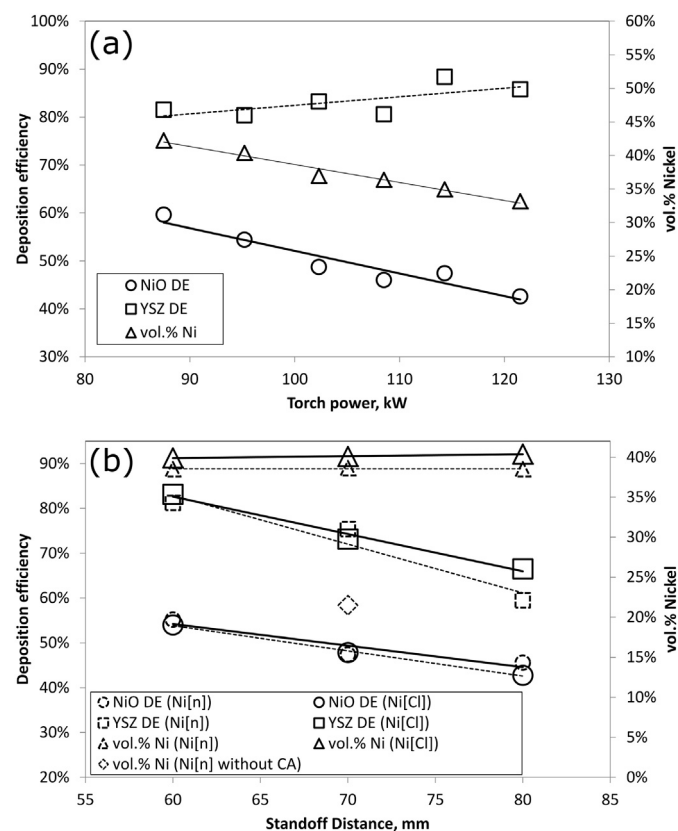 (a)
100%
90%
80%
70%
60%
50%
40%
30%
Deposition efficiency
60%
55%
50%
45%
40%
35%
30%
25%
20%
15%
10%
vol.% Nickel
NiO DE
YSZ DE
vol.% Ni
80 90 100 110 120 130
Torch power, kW
(b)
90%
80%
70%
60%
50%
40%
30%
20%
Deposition efficiency
40%
35%
30%
25%
20%
15%
10%
5%
0%
vol.% Nickel
NiO DE (Ni[n]) NiO DE (Ni[Cl])
YSZ DE (Ni[n]) YSZ DE (Ni[Cl])
vol.% Ni (Ni[n]) vol.% Ni (Ni[Cl])
vol.% Ni (Ni[n] without CA)
55 60 65 70 75 80 85
Standoff Distance, mm